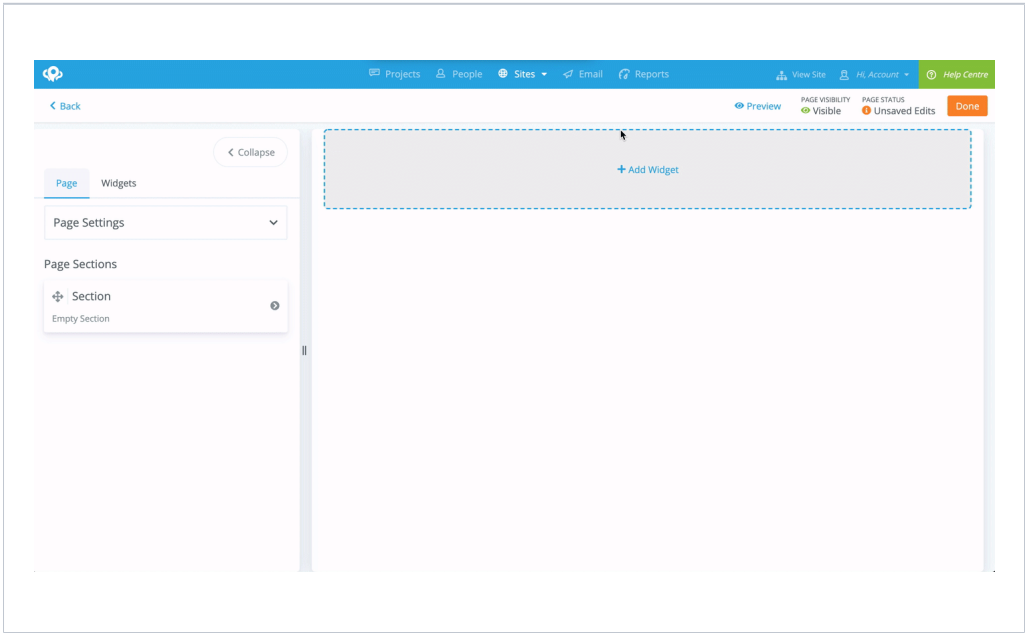 Projects People Sites Email Reports View Site Hi, Account Help Centre
Back Preview PAGE VISIBILITY Visible PAGE STATUS Unsaved Edits Done
Collapse
Page Widgets
Page Settings
Page Sections
Section
Empty Section
Add Widget